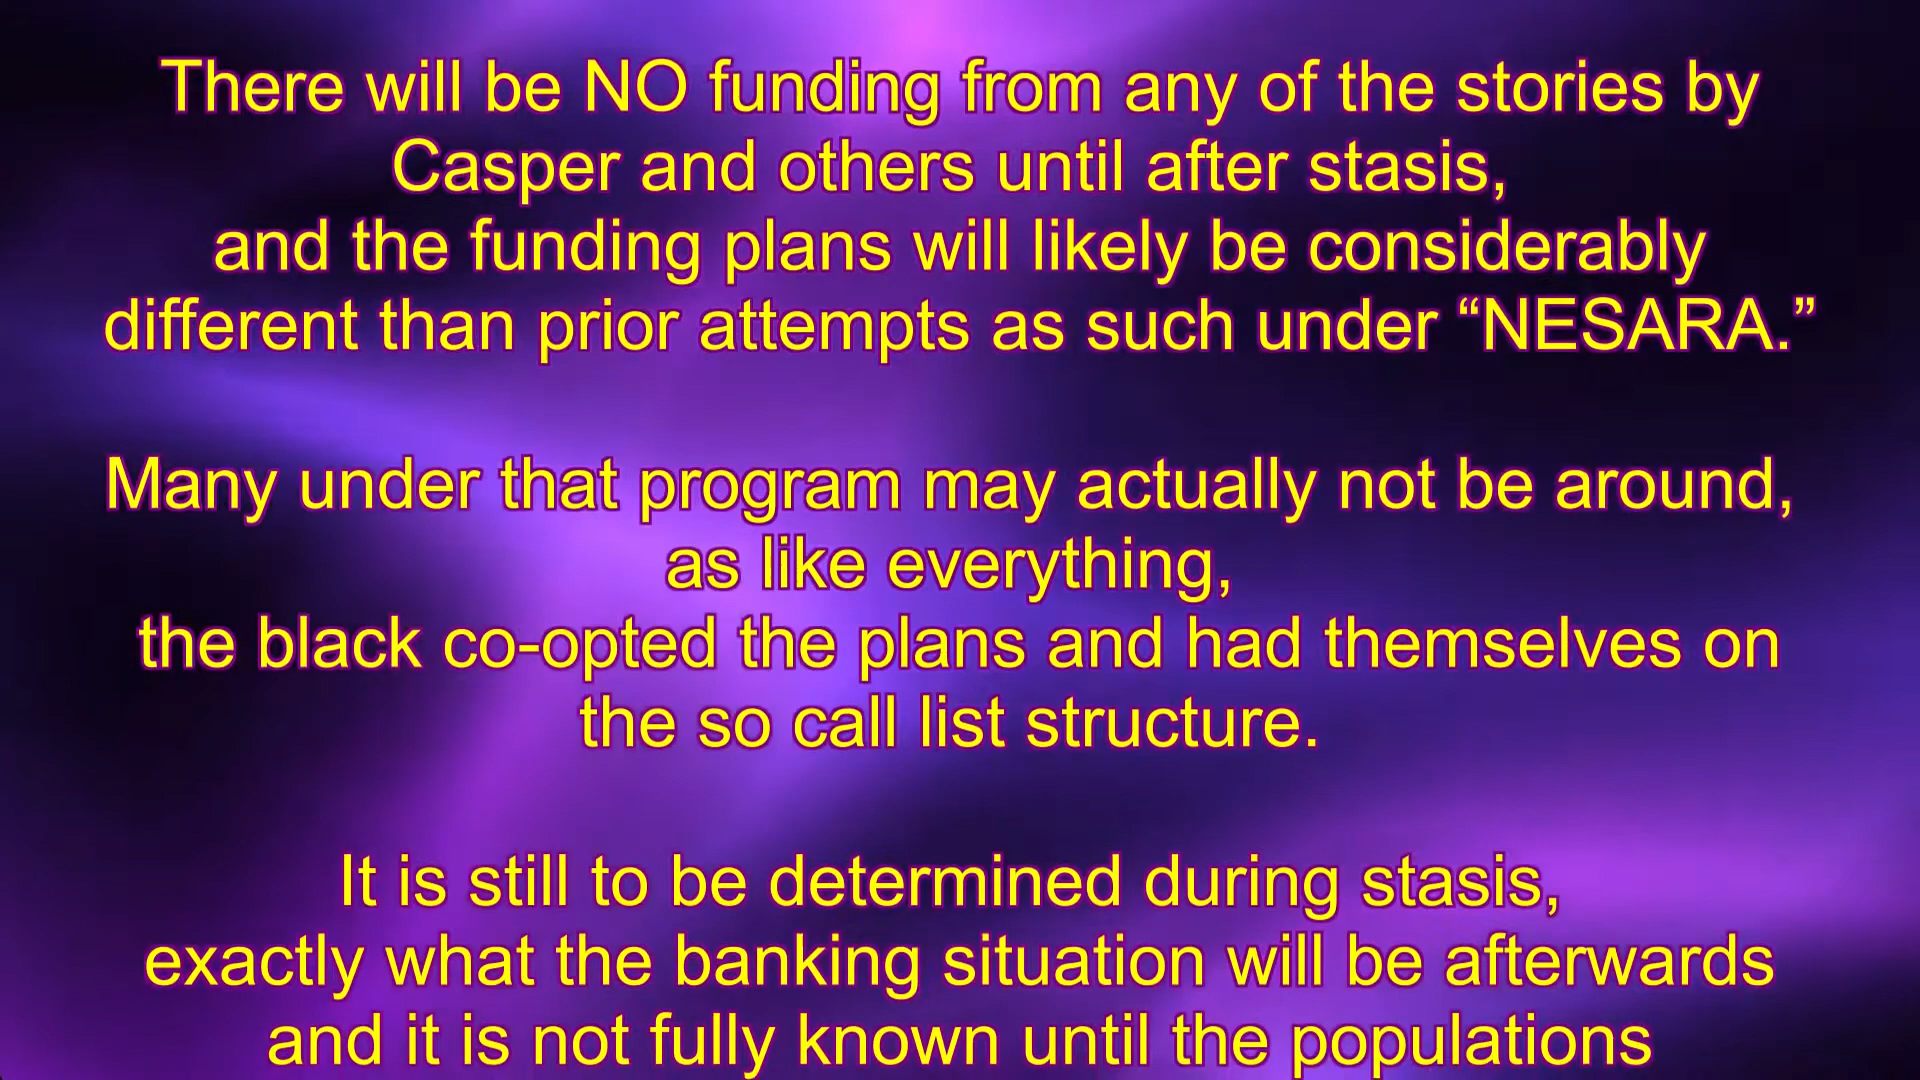 There will be NO funding from any of the stories by
Casper and others until after stasis,
and the funding plans will likely be considerably
different than prior attempts as such under “NESARA.”
Many under that program may actually not be around,
as like everything,
the black co-opted the plans and had themselves on
the so call list structure.
It is still to be determined during stasis,
exactly what the banking situation will be afterwards
and it is not fully known until the populations